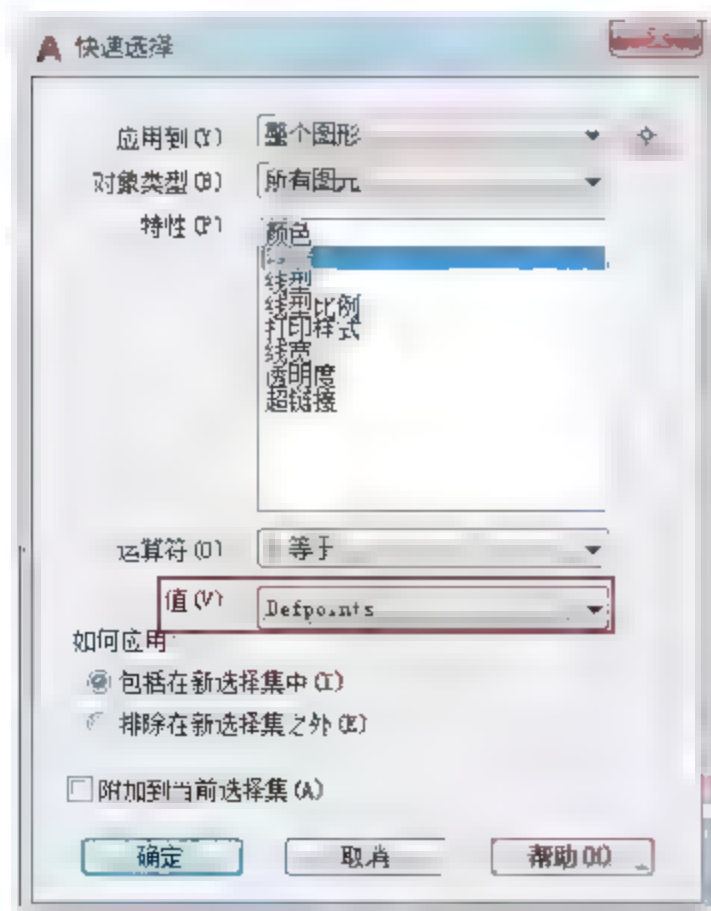 快速选择
应用到(Y) 整个图形
对象类型(B) 所有图元
特性(P)
颜色
线型
线型比例
打印样式
线宽
透明度
超链接
运算符(O) 等于
值(V) Defpoints
如何应用:
包括在新选择集中(I)
排除在新选择集之外(E)
附加到当前选择集(A)
确定 取消 帮助(H)